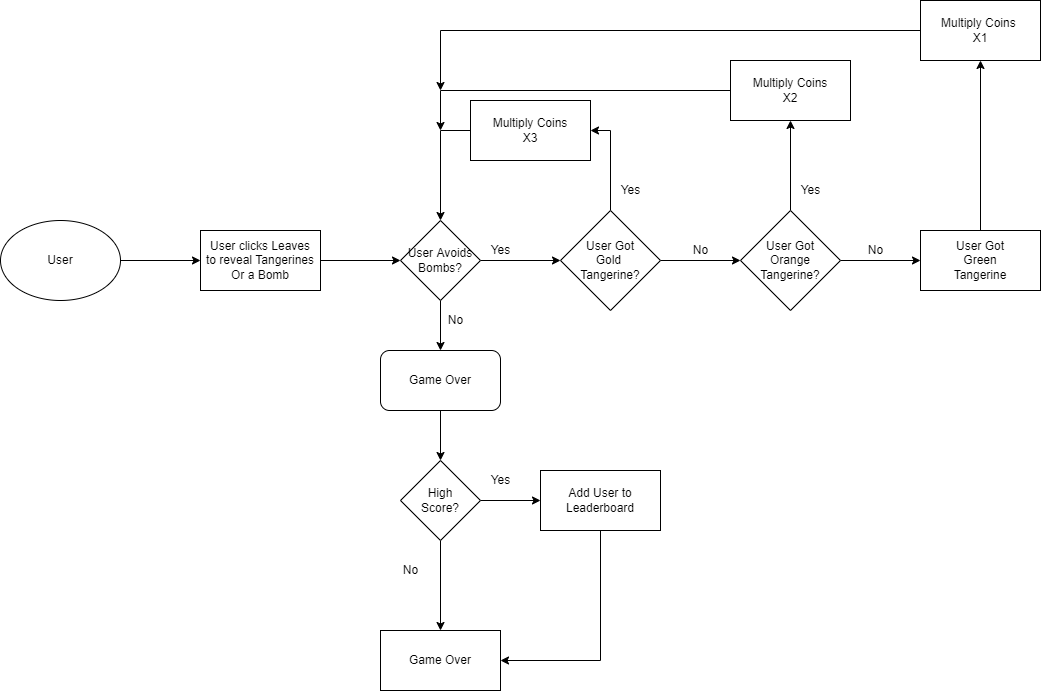 Multiply Coins
X1
Multiply Coins
X2
Multiply Coins
X3
Yes
Yes
User
User clicks Leaves
to reveal Tangerines
Or a Bomb
User Avoids
Bombs?
Yes
User Got
Gold
Tangerine?
No
User Got
Orange
Tangerine?
No
User Got
Green
Tangerine
No
Game Over
High
Score?
Yes
Add User to
Leaderboard
No
Game Over